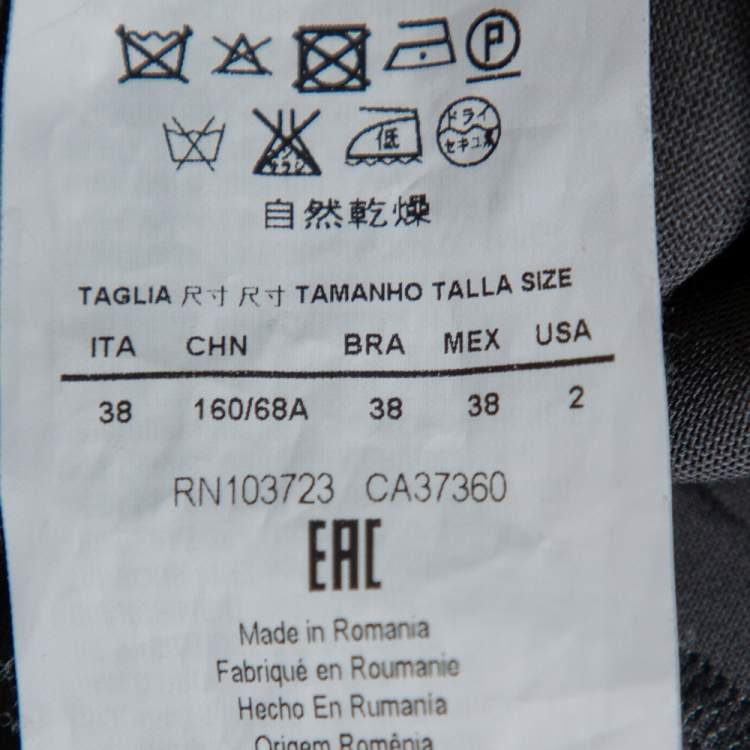 P
低
ドライ
セキユ系
自然乾燥
TAGLIA 尺寸 尺寸 TAMANHO TALLA SIZE
ITA CHN BRA MEX USA
38 160/68A 38 38 2
RN103723 CA37360
EAC
Made in Romania
Fabriqué en Roumanie
Hecho En Rumanía
Origem Romênia